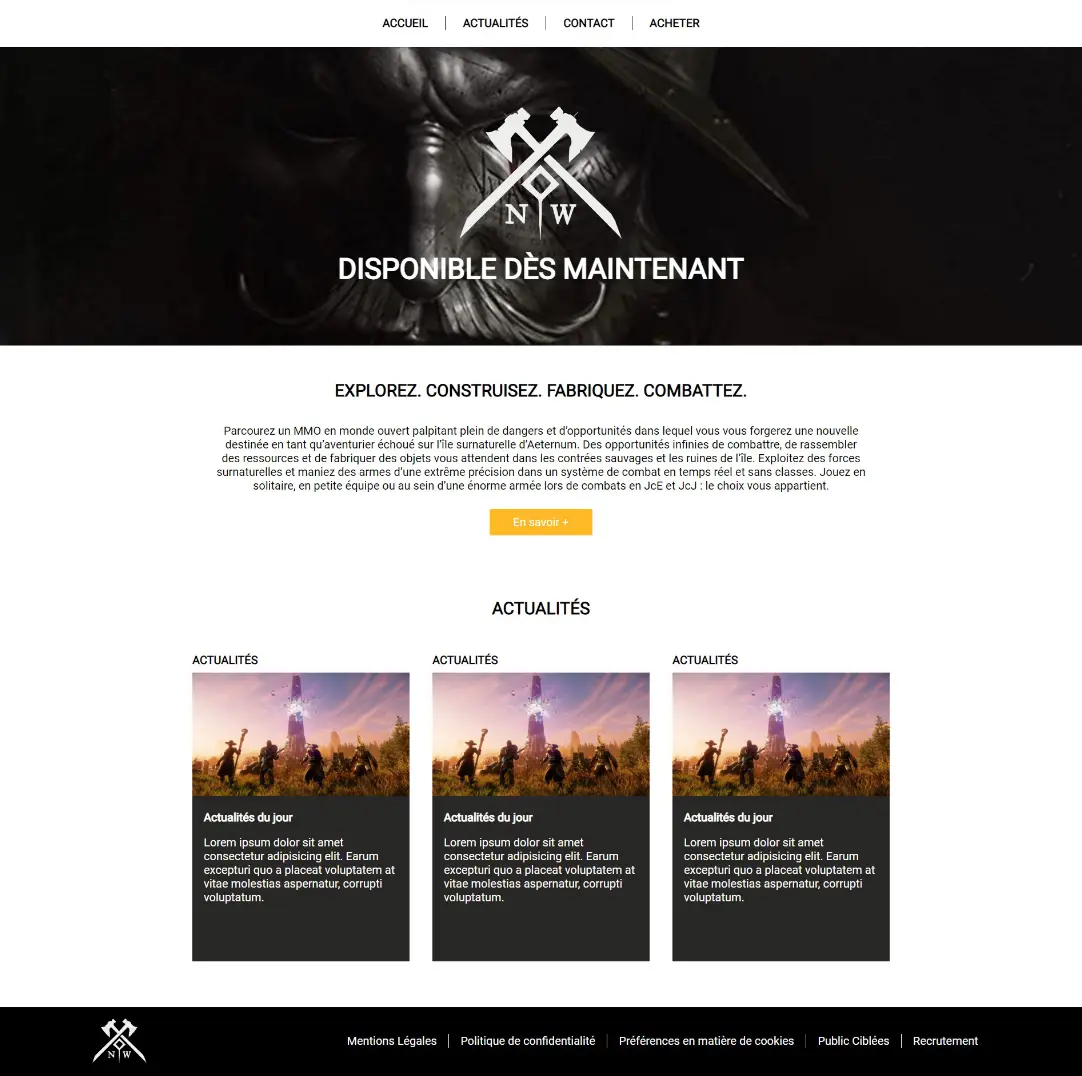 ACCUEIL ACTUALITÉS CONTACT ACHETER
N W
DISPONIBLE DÈS MAINTENANT
EXPLOREZ. CONSTRUISEZ. FABRIQUEZ. COMBATTEZ.
Parcourez un MMO en monde ouvert palpitant plein de dangers et d'opportunités dans lequel vous vous forgerez une nouvelle
destinée en tant qu'aventurier échoué sur l'île surnaturelle d'Aeternum. Des opportunités infinies de combattre, de rassembler
des ressources et de fabriquer des objets vous attendent dans les contrées sauvages et les ruines de l'île. Exploitez des forces
surnaturelles et maniez des armes d'une extrême précision dans un système de combat en temps réel et sans classes. Jouez en
solitaire, en petite équipe ou au sein d'une énorme armée lors de combats en JcE et JcJ : le choix vous appartient.
En savoir +
ACTUALITÉS
ACTUALITÉS
Actualités du jour
Lorem ipsum dolor sit amet
consectetur adipisicing elit. Earum
excepturi quo a placeat voluptatem at
vitae molestias aspernatur, corrupti
voluptatum.
ACTUALITÉS
Actualités du jour
Lorem ipsum dolor sit amet
consectetur adipisicing elit. Earum
excepturi quo a placeat voluptatem at
vitae molestias aspernatur, corrupti
voluptatum.
ACTUALITÉS
Actualités du jour
Lorem ipsum dolor sit amet
consectetur adipisicing elit. Earum
excepturi quo a placeat voluptatem at
vitae molestias aspernatur, corrupti
voluptatum.
N W
Mentions Légales Politique de confidentialité Préférences en matière de cookies Public Ciblées Recrutement